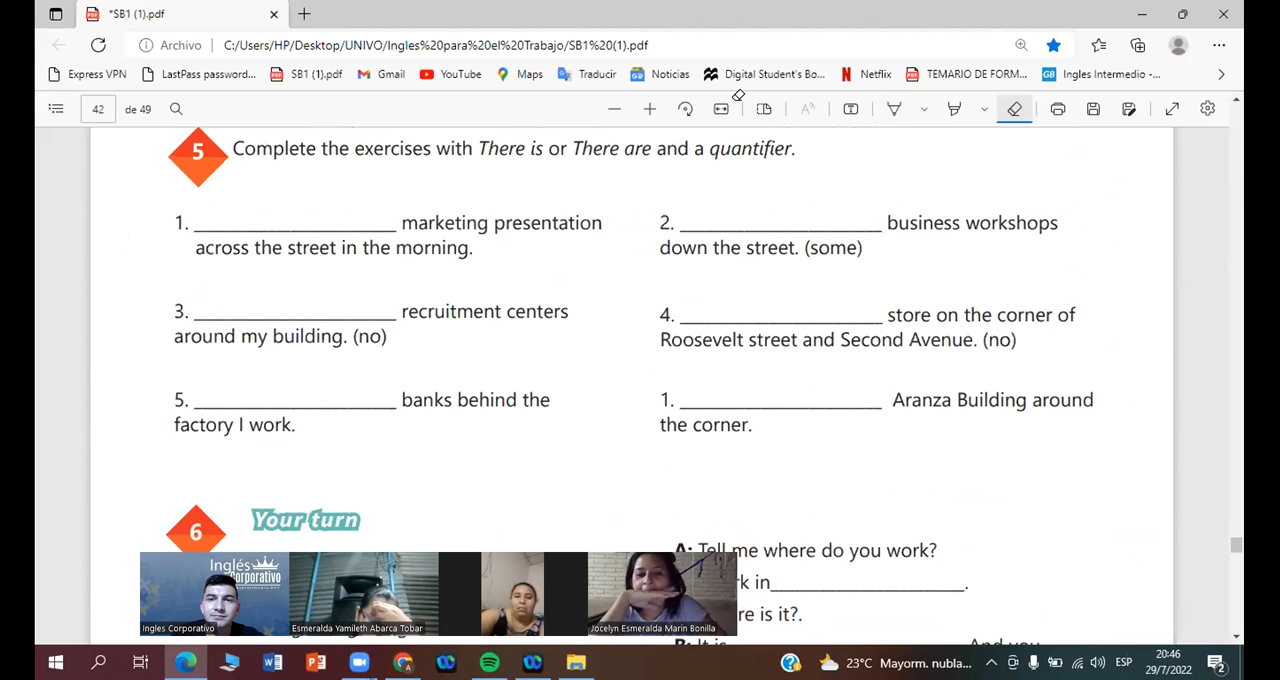 *SB1 (1).pdf
Archivo | C:/Users/HP/Desktop/UNIVO/Ingles%20para%20el%20Trabajo/SB1%20(1).pdf
Express VPN LastPass password... SB1 (1).pdf Gmail YouTube Maps Traducir Noticias Digital Student's Bo... Netflix TEMARIO DE FORM... Ingles Intermedio -...
42 de 49
5 Complete the exercises with There is or There are and a quantifier.
1. ____________________ marketing presentation
across the street in the morning.
2. ____________________ business workshops
down the street. (some)
3. ____________________ recruitment centers
around my building. (no)
4. ____________________ store on the corner of
Roosevelt street and Second Avenue. (no)
5. ____________________ banks behind the
factory I work.
1. ____________________ Aranza Building around
the corner.
6 Your turn
A: Tell me where do you work?
in___________________.
is it?.
Inglés
Corporativo
Ingles Corporativo
Esmeralda Yamileth Abarca Tobar
Jocelyn Esmeralda Marin Bonilla
23°C Mayorm. nubla...
ESP
20:46
29/7/2022
2